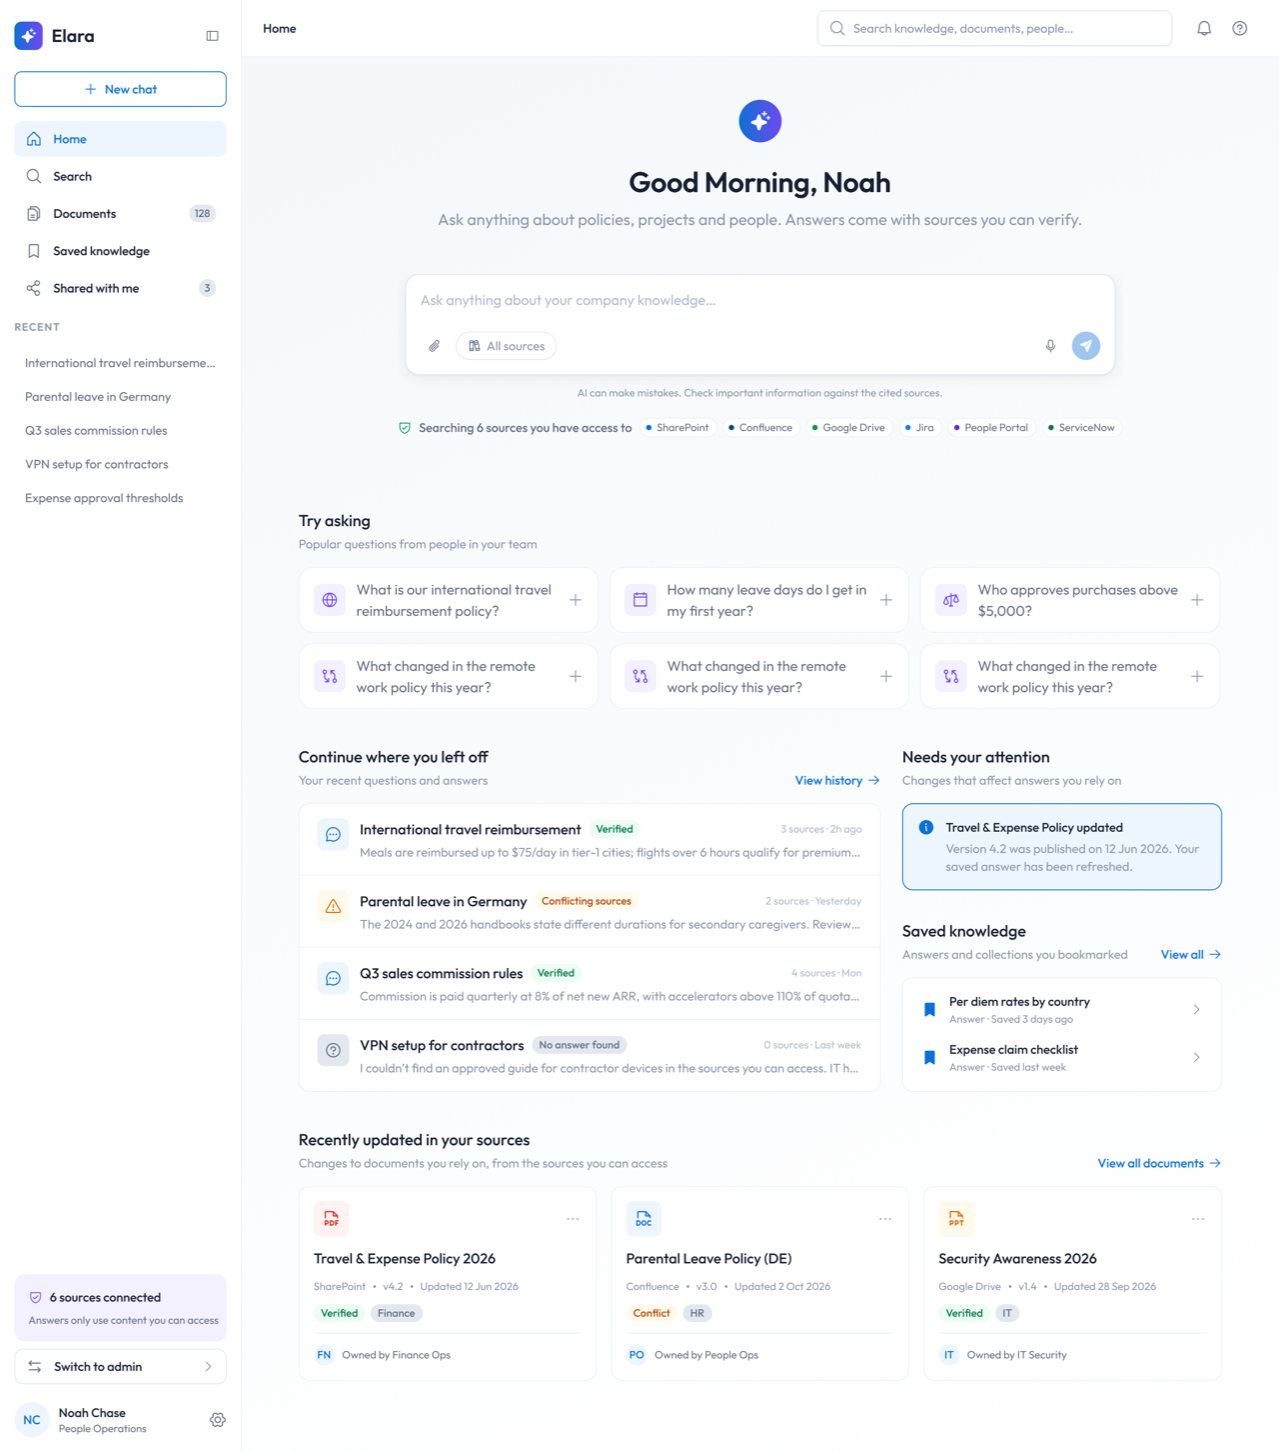 Elara
New chat
Home
Search
Documents 128
Saved knowledge
Shared with me 3
RECENT
International travel reimburseme...
Parental leave in Germany
Q3 sales commission rules
VPN setup for contractors
Expense approval thresholds
6 sources connected
Answers only use content you can access
Switch to admin
NC
Noah Chase
People Operations
Home
Search knowledge, documents, people...
Good Morning, Noah
Ask anything about policies, projects and people. Answers come with sources you can verify.
Ask anything about your company knowledge...
All sources
AI can make mistakes. Check important information against the cited sources.
Searching 6 sources you have access to
SharePoint
Confluence
Google Drive
Jira
People Portal
ServiceNow
Try asking
Popular questions from people in your team
What is our international travel
reimbursement policy?
How many leave days do I get in
my first year?
Who approves purchases above
$5,000?
What changed in the remote
work policy this year?
What changed in the remote
work policy this year?
What changed in the remote
work policy this year?
Continue where you left off
Your recent questions and answers
View history
International travel reimbursement Verified 3 sources · 2h ago
Meals are reimbursed up to $75/day in tier-1 cities; flights over 6 hours qualify for premium...
Parental leave in Germany Conflicting sources 2 sources · Yesterday
The 2024 and 2026 handbooks state different durations for secondary caregivers. Review...
Q3 sales commission rules Verified 4 sources · Mon
Commission is paid quarterly at 8% of net new ARR, with accelerators above 110% of quota...
VPN setup for contractors No answer found 0 sources · Last week
I couldn't find an approved guide for contractor devices in the sources you can access. IT h...
Needs your attention
Changes that affect answers you rely on
Travel & Expense Policy updated
Version 4.2 was published on 12 Jun 2026. Your
saved answer has been refreshed.
Saved knowledge
Answers and collections you bookmarked
View all
Per diem rates by country
Answer · Saved 3 days ago
Expense claim checklist
Answer · Saved last week
Recently updated in your sources
Changes to documents you rely on, from the sources you can access
View all documents
PDF
Travel & Expense Policy 2026
SharePoint • v4.2 • Updated 12 Jun 2026
Verified Finance
FN Owned by Finance Ops
DOC
Parental Leave Policy (DE)
Confluence • v3.0 • Updated 2 Oct 2026
Conflict HR
PO Owned by People Ops
PPT
Security Awareness 2026
Google Drive • v1.4 • Updated 28 Sep 2026
Verified IT
IT Owned by IT Security